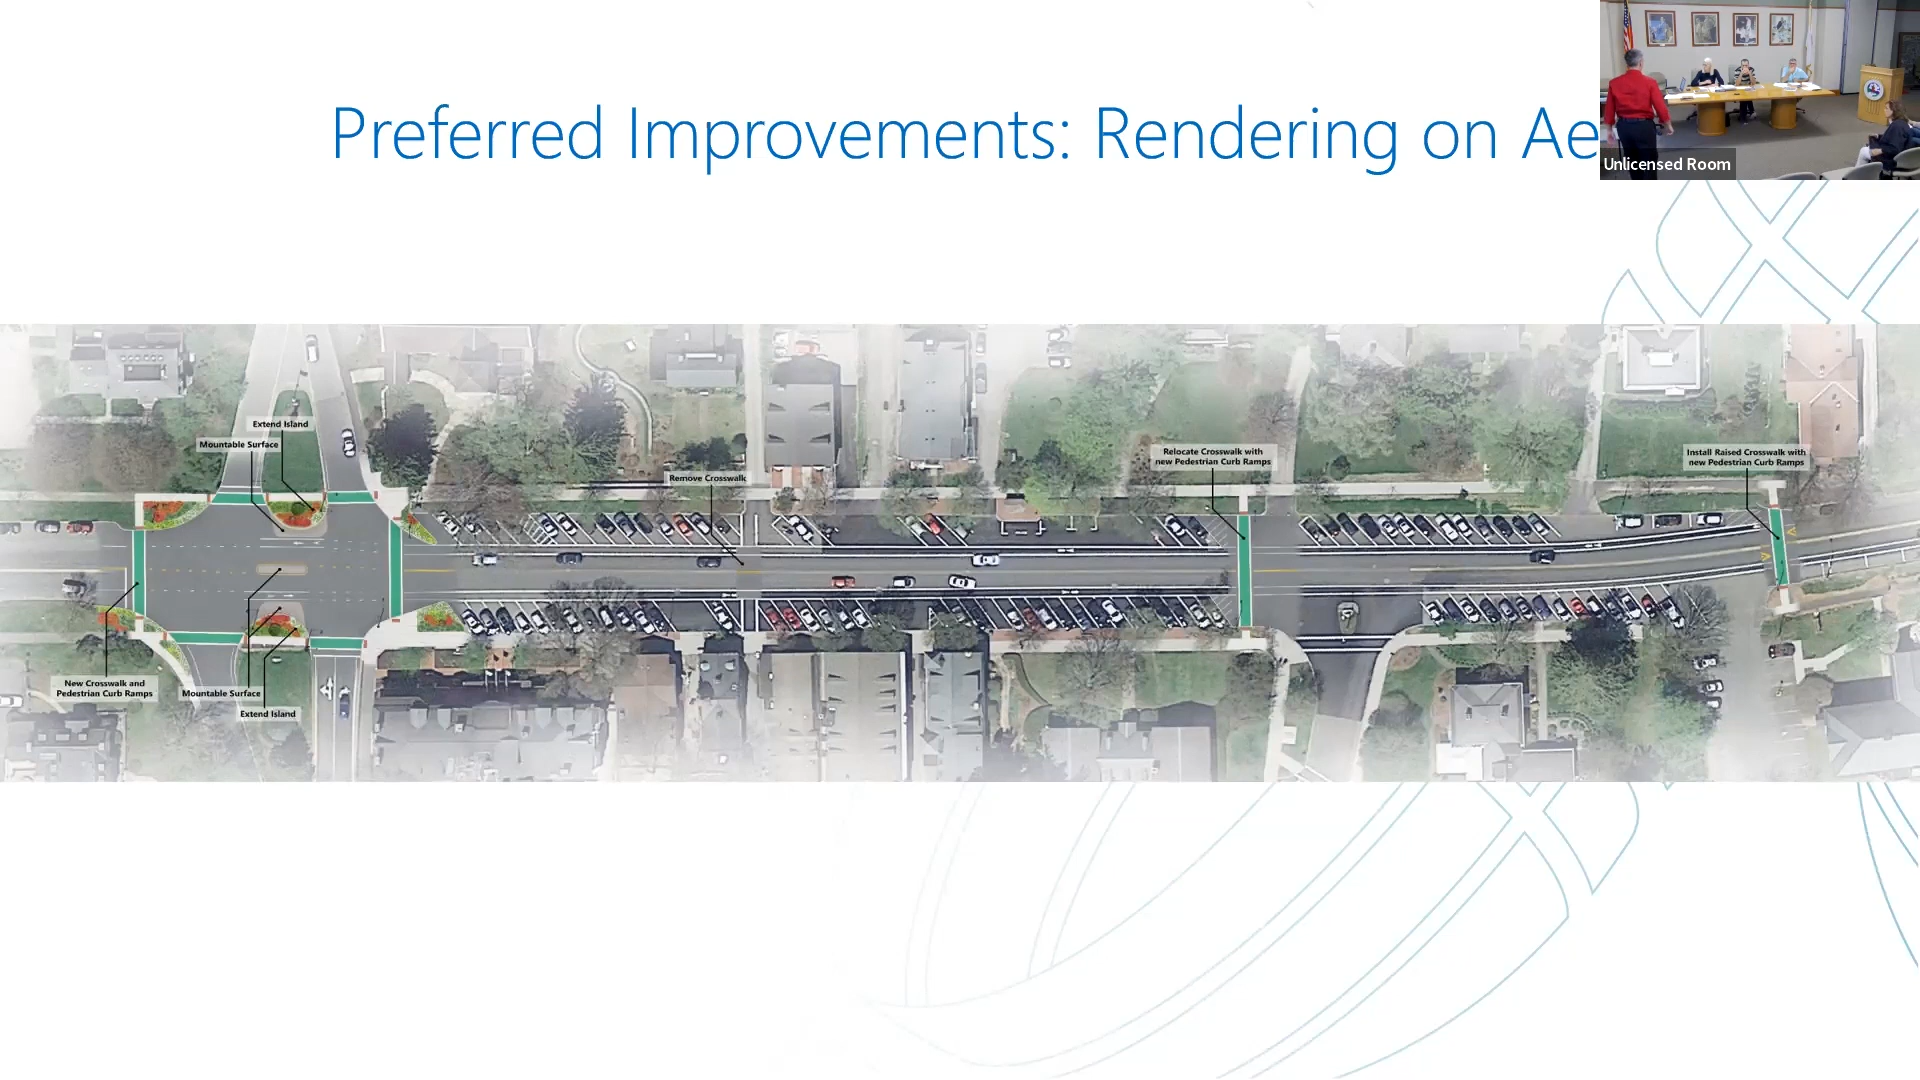 Preferred Improvements: Rendering on Ae
Unlicensed Room
Extend Island
Mountable Surface
Remove Crosswalk
Relocate Crosswalk with
new Pedestrian Curb Ramps
Install Raised Crosswalk with
new Pedestrian Curb Ramps
New Crosswalk and
Pedestrian Curb Ramps
Mountable Surface
Extend Island